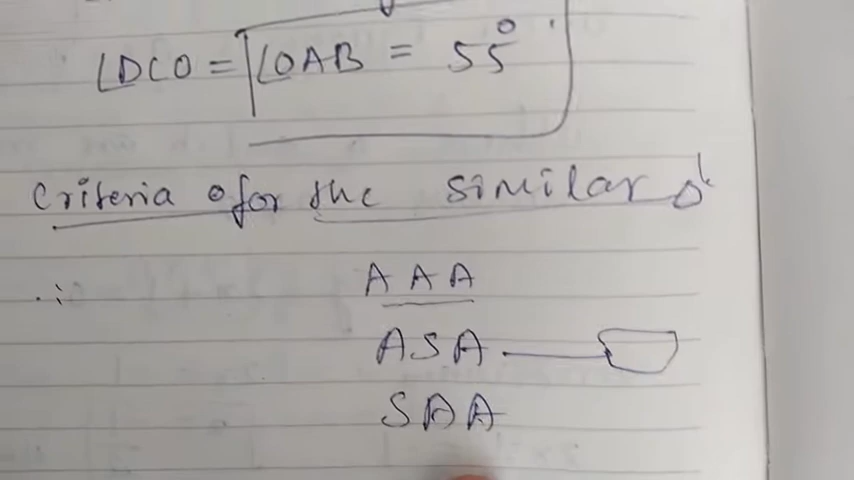 ∠DCO = ∠OAB = 55°
Criteria for the similar Δ
∴ AAA
ASA
SAA